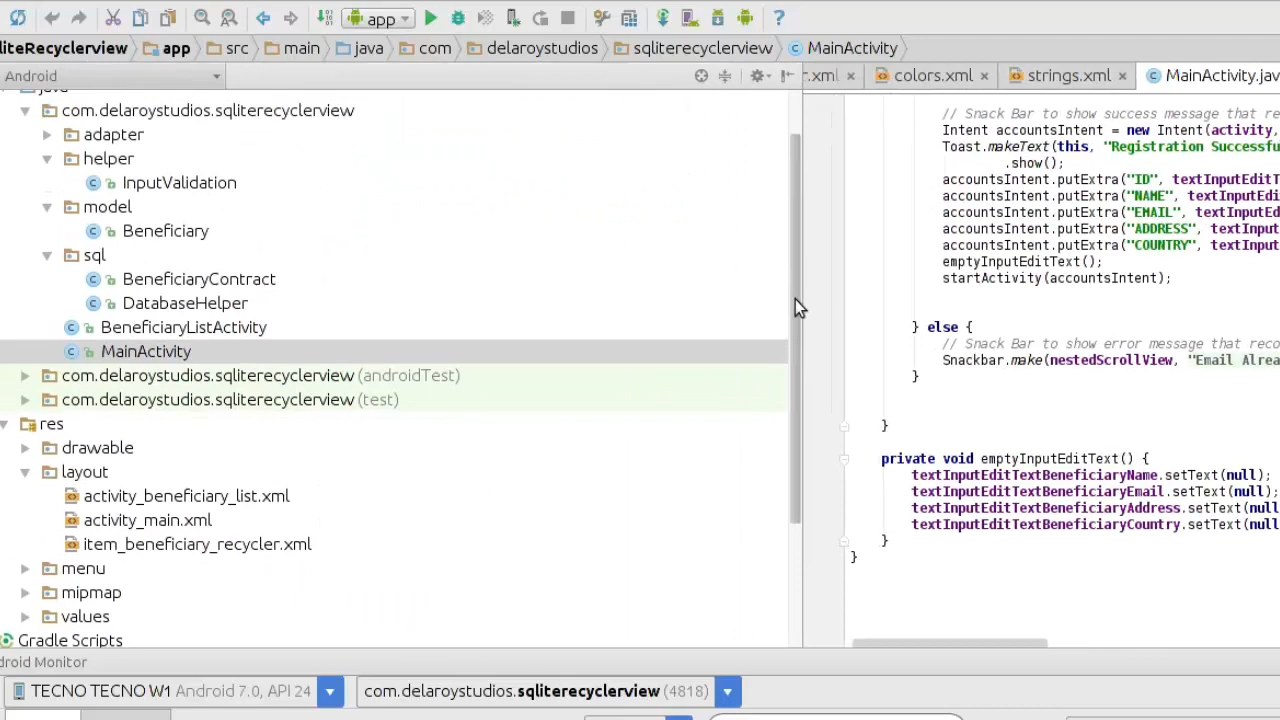 app
liteRecyclerview app src main java com delaroystudios sqliterecyclerview MainActivity
Android
r.xml colors.xml strings.xml MainActivity.jav
java
com.delaroystudios.sqliterecyclerview
adapter
helper
InputValidation
model
Beneficiary
sql
BeneficiaryContract
DatabaseHelper
BeneficiaryListActivity
MainActivity
com.delaroystudios.sqliterecyclerview (androidTest)
com.delaroystudios.sqliterecyclerview (test)
res
drawable
layout
activity_beneficiary_list.xml
activity_main.xml
item_beneficiary_recycler.xml
menu
mipmap
values
Gradle Scripts
// Snack Bar to show success message that re
Intent accountsIntent = new Intent(activity,
Toast.makeText(this, "Registration Successfu
.show();
accountsIntent.putExtra("ID", textInputEditT
accountsIntent.putExtra("NAME", textInputEdi
accountsIntent.putExtra("EMAIL", textInputEd
accountsIntent.putExtra("ADDRESS", textInput
accountsIntent.putExtra("COUNTRY", textInput
emptyInputEditText();
startActivity(accountsIntent);
} else {
// Snack Bar to show error message that reco
Snackbar.make(nestedScrollView, "Email Alrea
}
}
private void emptyInputEditText() {
textInputEditTextBeneficiaryName.setText(null);
textInputEditTextBeneficiaryEmail.setText(null);
textInputEditTextBeneficiaryAddress.setText(null
textInputEditTextBeneficiaryCountry.setText(null
}
}
droid Monitor
TECNO TECNO W1 Android 7.0, API 24 com.delaroystudios.sqliterecyclerview (4818)